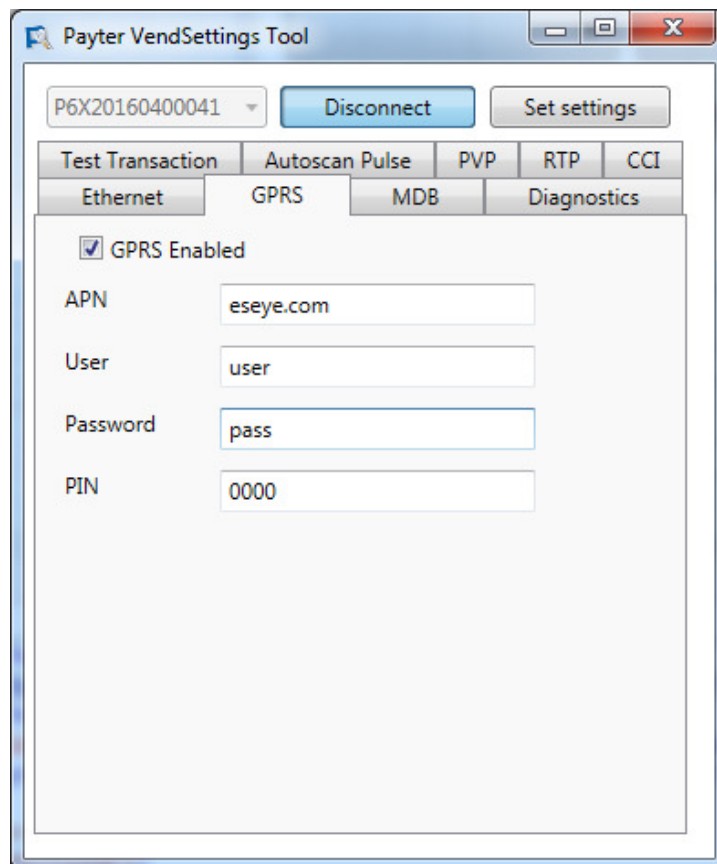 Payter VendSettings Tool
P6X20160400041 Disconnect Set settings
Test Transaction Autoscan Pulse PVP RTP CCI
Ethernet GPRS MDB Diagnostics
GPRS Enabled
APN eseye.com
User user
Password pass
PIN 0000